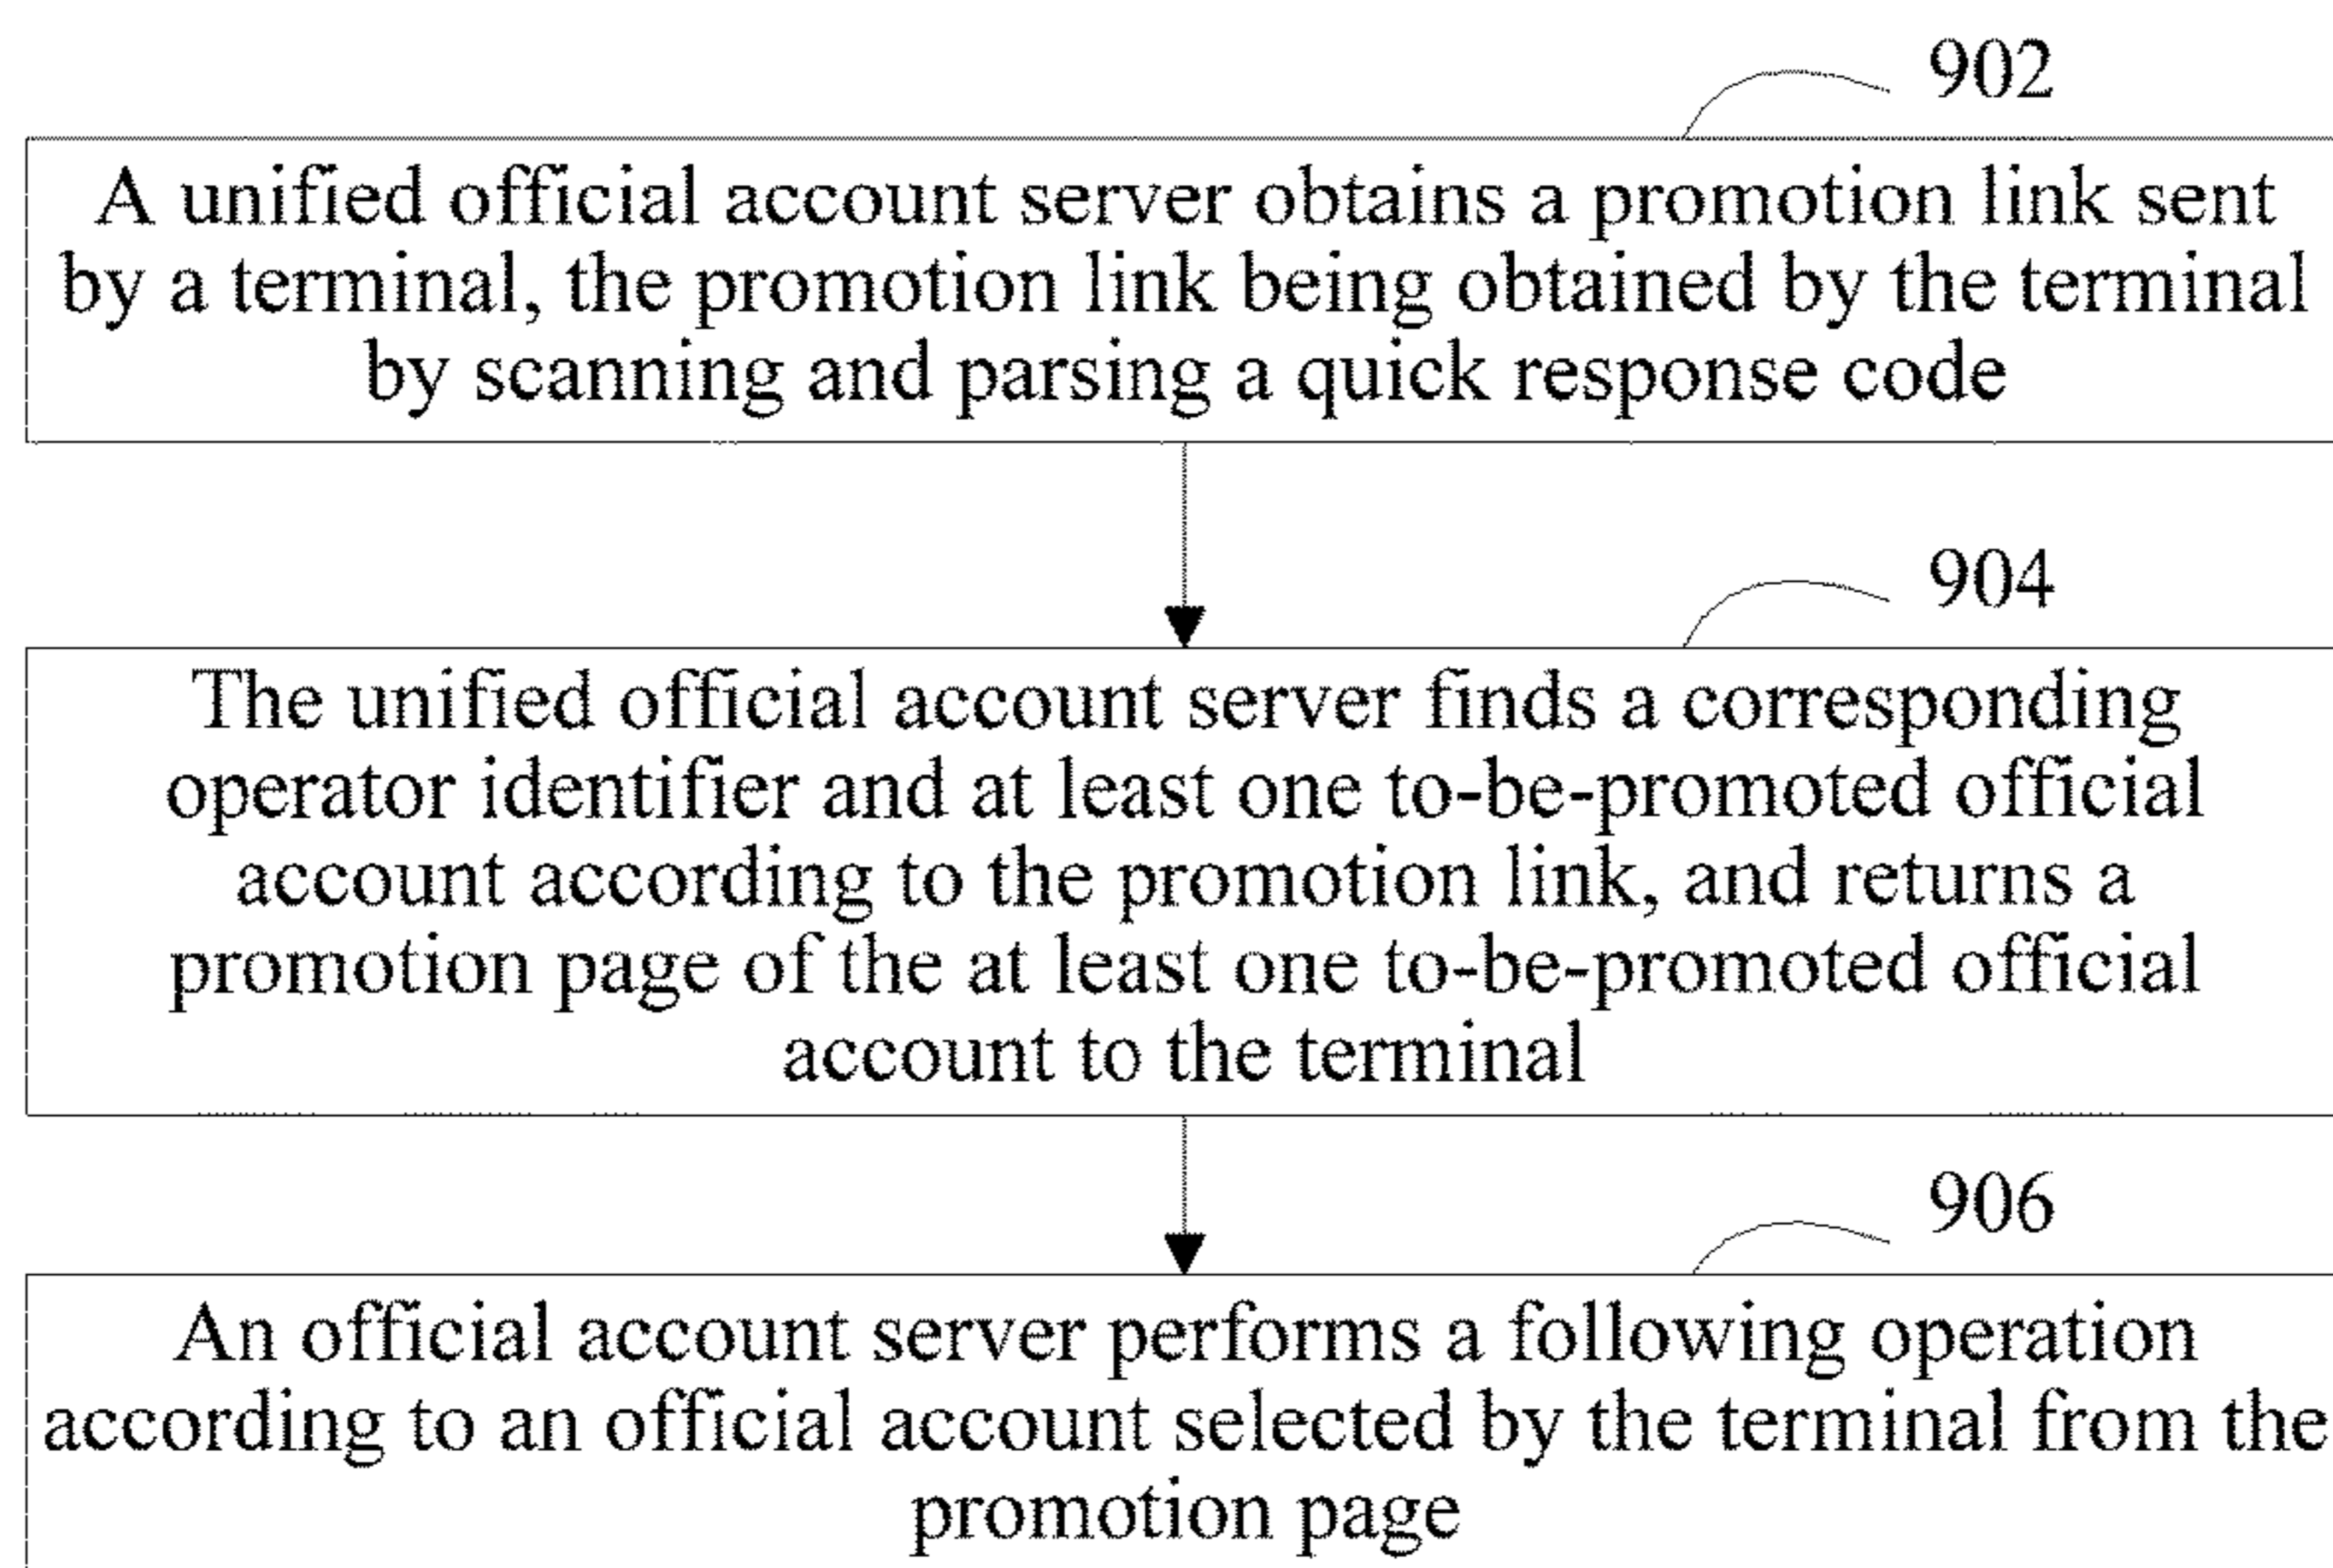 902
A unified official account server obtains a promotion link sent
by a terminal, the promotion link being obtained by the terminal
by scanning and parsing a quick response code
904
The unified official account server finds a corresponding
operator identifier and at least one to-be-promoted official
account according to the promotion link, and returns a
promotion page of the at least one to-be-promoted official
account to the terminal
906
An official account server performs a following operation
according to an official account selected by the terminal from the
promotion page